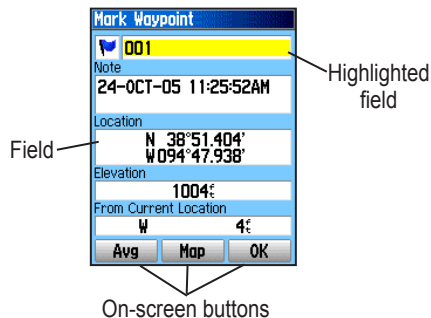 Mark Waypoint
001
Note
24-OCT-05 11:25:52AM
Location
N 38°51.404'
W094°47.938'
Elevation
1004ft
From Current Location
W 4ft
Avg Map OK
Highlighted
field
Field
On-screen buttons